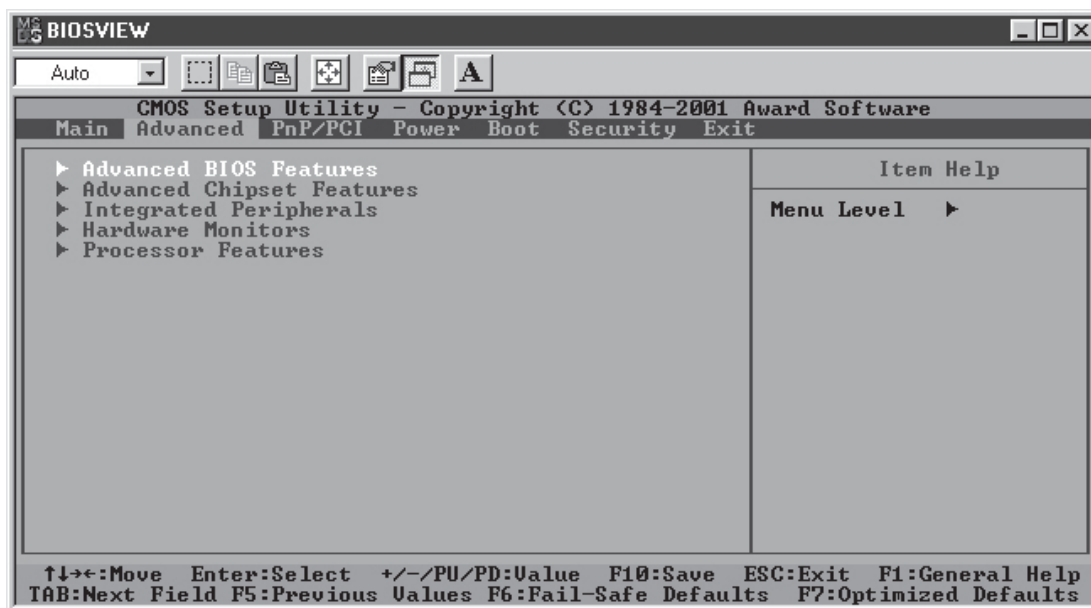 BIOSVIEW
Auto
A
CMOS Setup Utility - Copyright (C) 1984-2001 Award Software
Main Advanced PnP/PCI Power Boot Security Exit
▶ Advanced BIOS Features
▶ Advanced Chipset Features
▶ Integrated Peripherals
▶ Hardware Monitors
▶ Processor Features
Item Help
Menu Level ▶
↑↓→←:Move Enter:Select +/-/PU/PD:Value F10:Save ESC:Exit F1:General Help
TAB:Next Field F5:Previous Values F6:Fail-Safe Defaults F7:Optimized Defaults